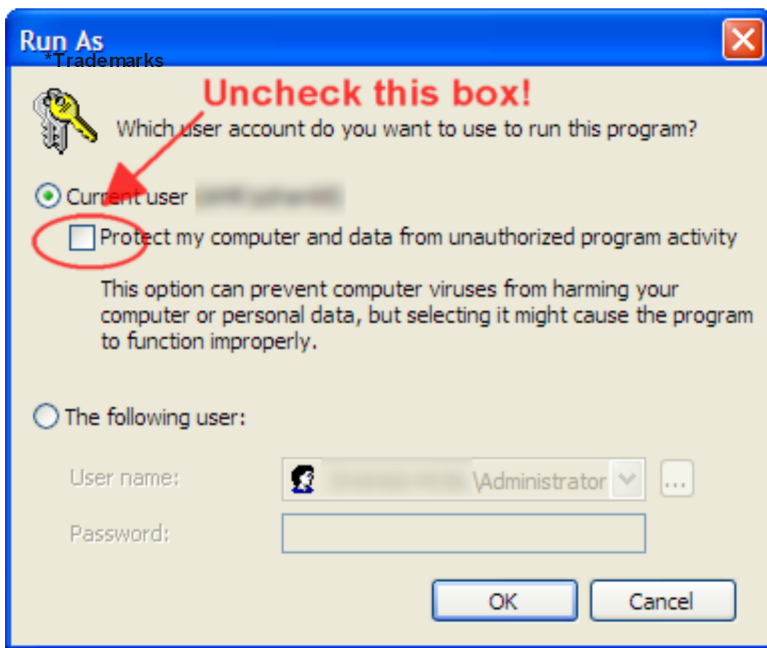 Run As
*Trademarks
Uncheck this box!
Which user account do you want to use to run this program?
Current user
Protect my computer and data from unauthorized program activity
This option can prevent computer viruses from harming your
computer or personal data, but selecting it might cause the program
to function improperly.
The following user:
User name:
\Administrator
...
Password:
OK
Cancel